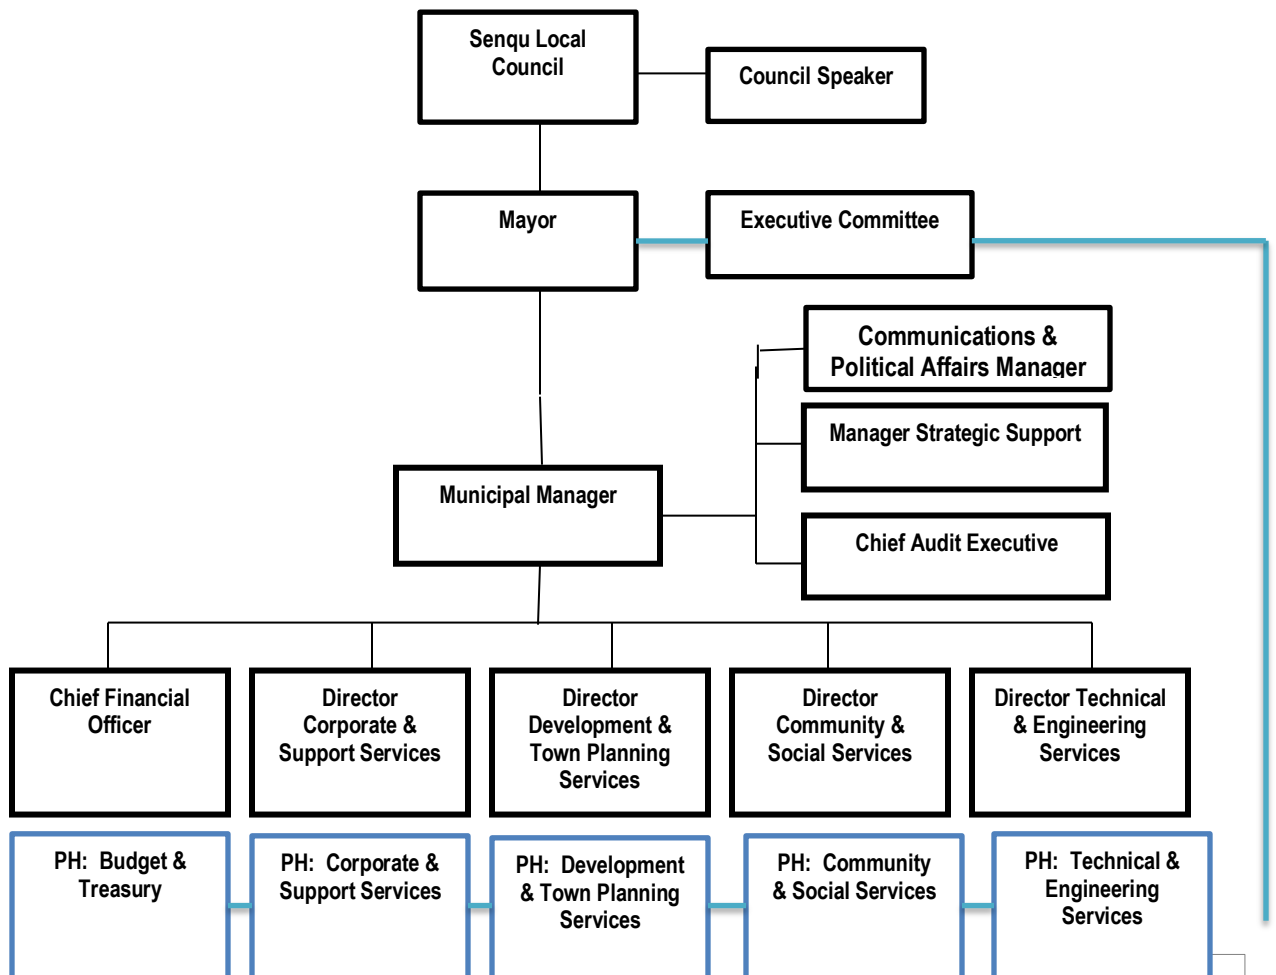 Senqu Local
Council
Council Speaker
Mayor
Executive Committee
Communications &
Political Affairs Manager
Manager Strategic Support
Municipal Manager
Chief Audit Executive
Chief Financial
Officer
Director
Corporate &
Support Services
Director
Development &
Town Planning
Services
Director
Community &
Social Services
Director Technical
& Engineering
Services
PH:  Budget &
Treasury
PH:  Corporate &
Support Services
PH:  Development
& Town Planning
Services
PH:  Community
& Social Services
PH:  Technical &
Engineering
Services